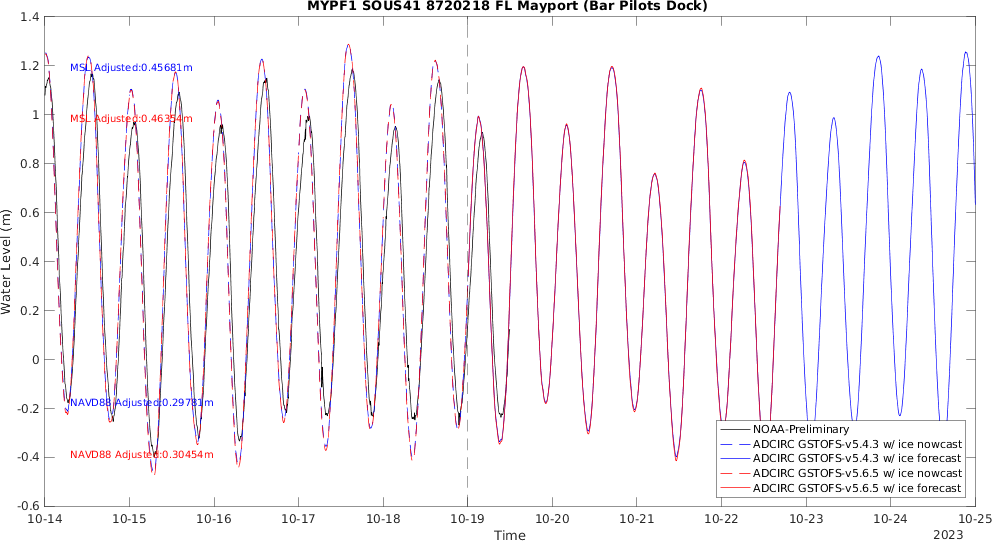 MYPF1 SOUS41 8720218 FL Mayport (Bar Pilots Dock)
1.4
1.2
1
0.8
0.6
0.4
0.2
0
-0.2
-0.4
-0.6
Water Level (m)
MSL Adjusted:0.45681m
MSL Adjusted:0.46354m
NAVD88 Adjusted:0.29781m
NAVD88 Adjusted:0.30454m
NOAA-Preliminary
ADCIRC GSTOFS-v5.4.3 w/ ice nowcast
ADCIRC GSTOFS-v5.4.3 w/ ice forecast
ADCIRC GSTOFS-v5.6.5 w/ ice nowcast
ADCIRC GSTOFS-v5.6.5 w/ ice forecast
10-14 10-15 10-16 10-17 10-18 10-19 10-20 10-21 10-22 10-23 10-24 10-25
Time
2023